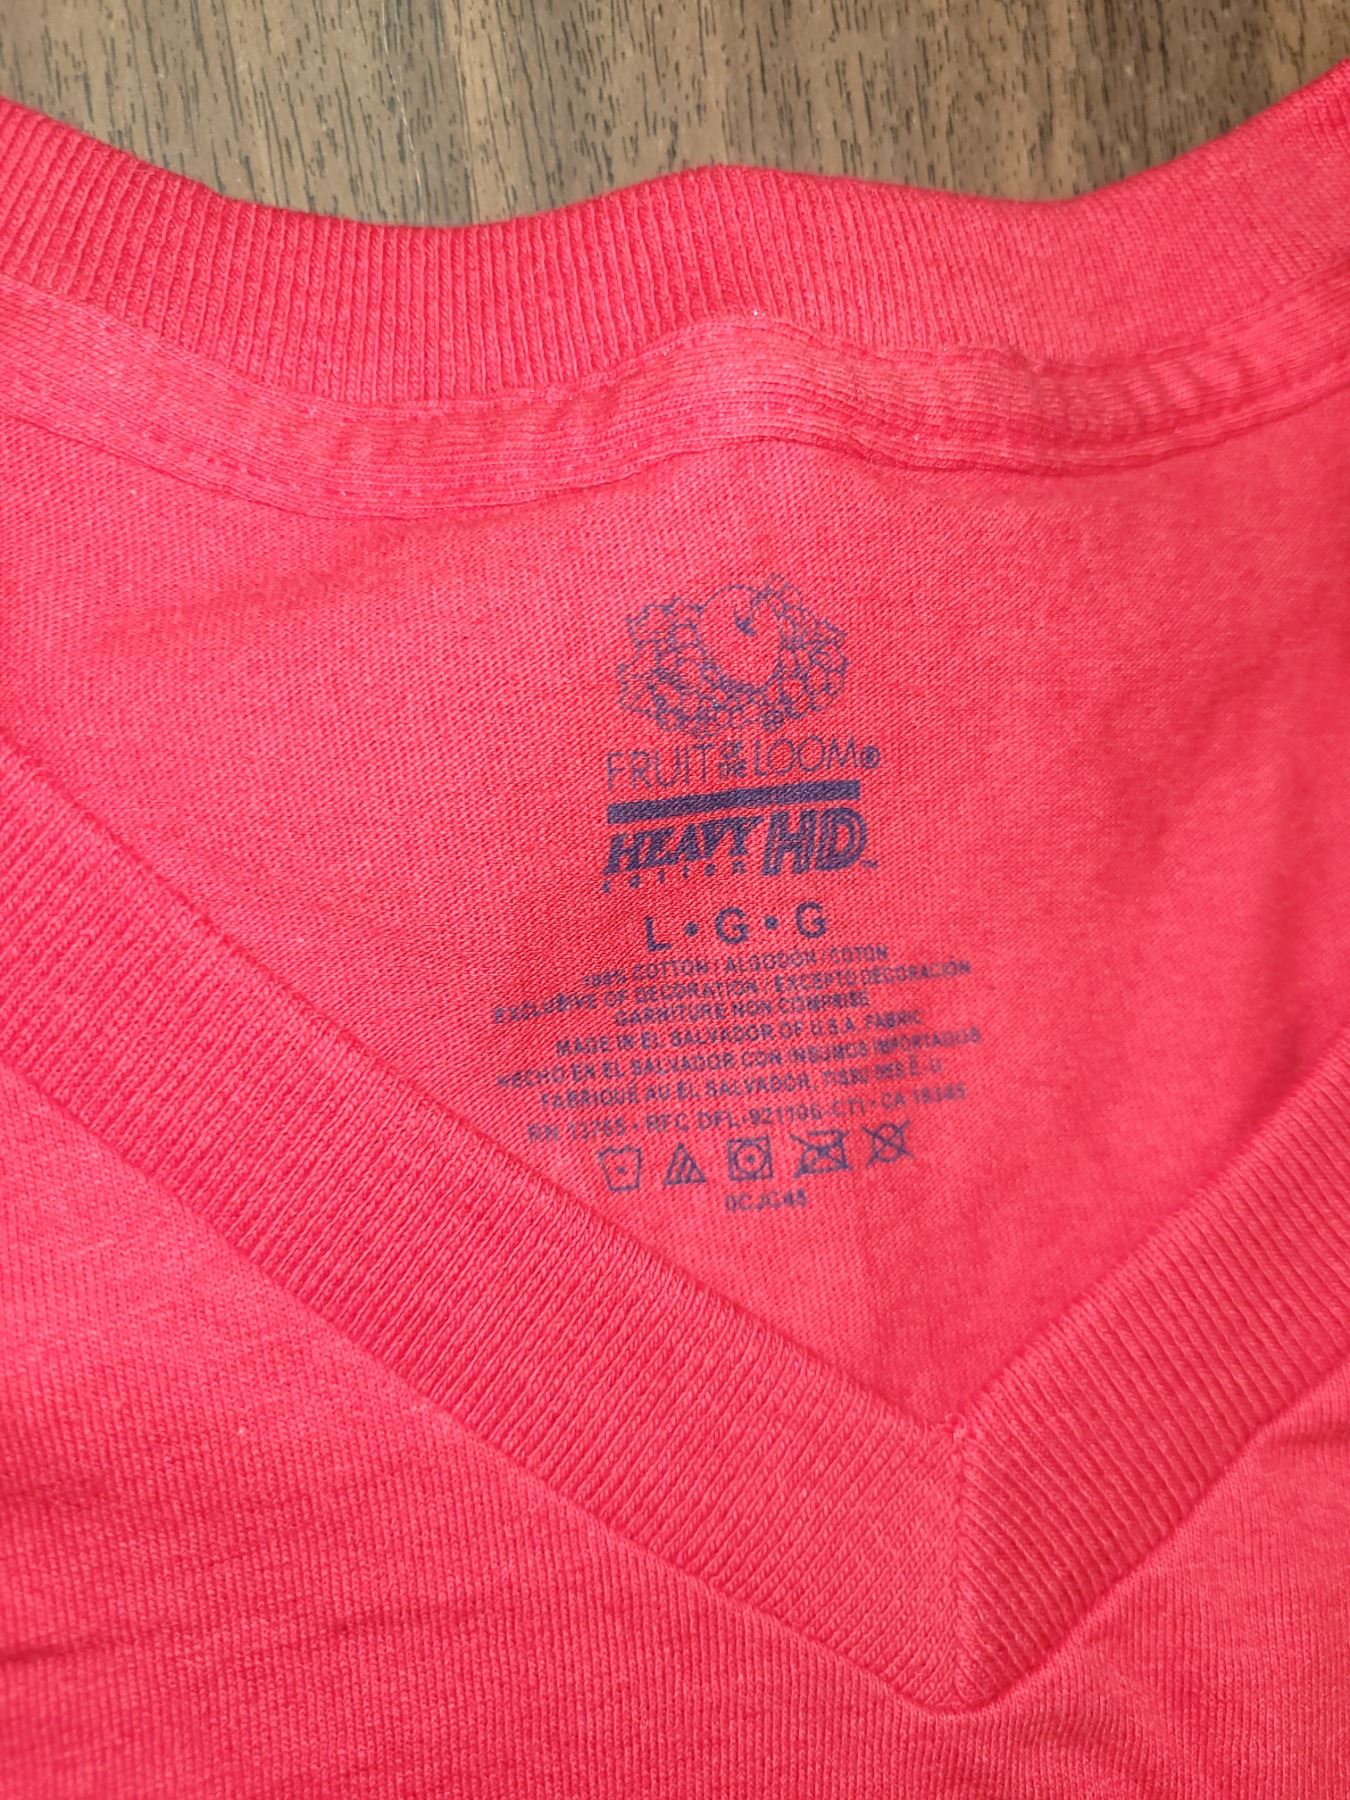 FRUIT OF THE LOOM®
HEAVY HD™
COTTON
L•G•G
100% COTTON / ALGODÓN / COTON
EXCLUSIVE OF DECORATION / EXCEPTO DECORACIÓN
GARNITURE NON COMPRISE
MADE IN EL SALVADOR OF U.S.A. FABRIC
HECHO EN EL SALVADOR CON INSUMOS IMPORTADOS
FABRIQUÉ AU EL SALVADOR, TISSU DES É.-U.
RN 13765 • RFC DFL-921106-CT1 • CA
0CJC48